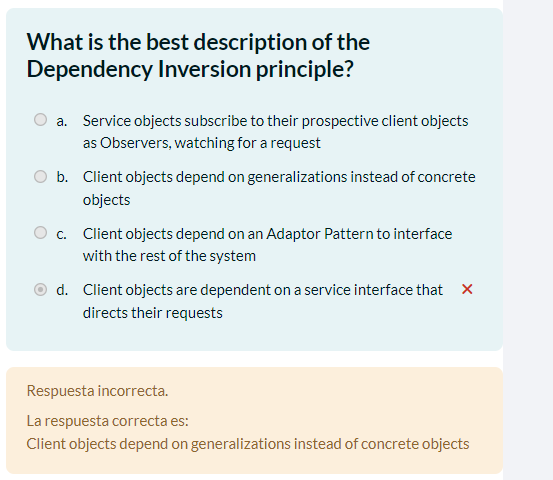 What is the best description of the
Dependency Inversion principle?
a. Service objects subscribe to their prospective client objects
as Observers, watching for a request
b. Client objects depend on generalizations instead of concrete
objects
c. Client objects depend on an Adaptor Pattern to interface
with the rest of the system
d. Client objects are dependent on a service interface that
directs their requests
Respuesta incorrecta.
La respuesta correcta es:
Client objects depend on generalizations instead of concrete objects